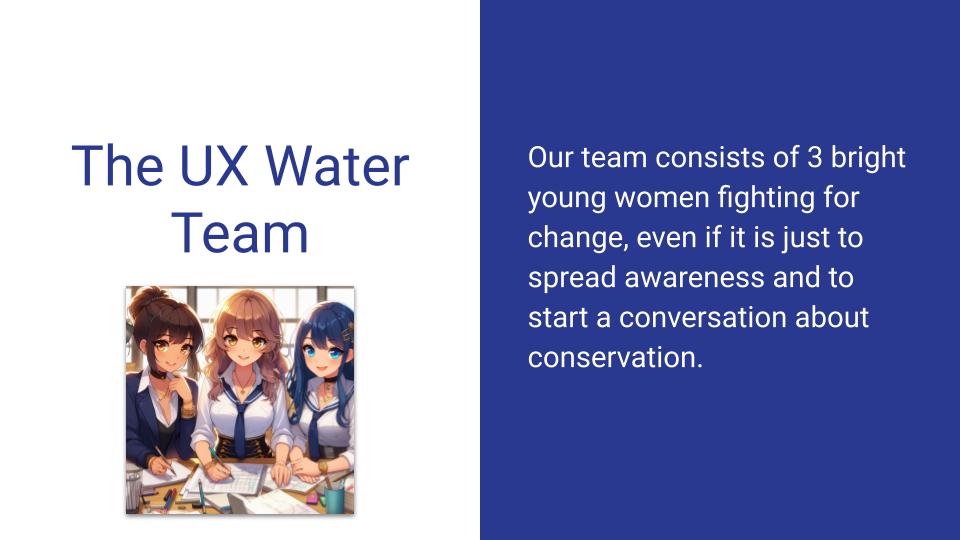 The UX Water
Team
Our team consists of 3 bright
young women fighting for
change, even if it is just to
spread awareness and to
start a conversation about
conservation.